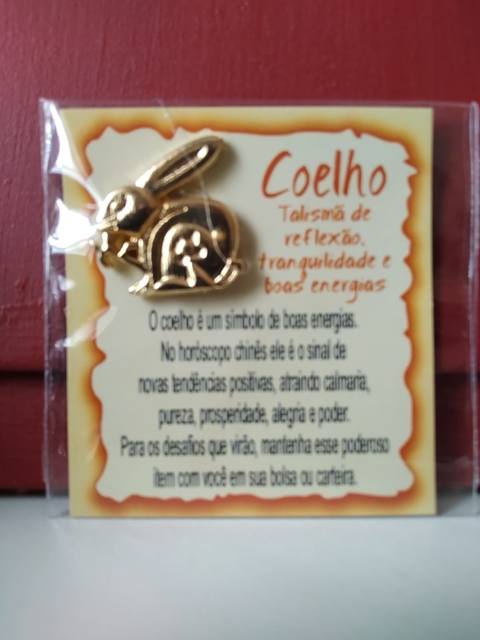 Coelho
Talismã de
reflexão,
tranquilidade e
boas energias
O coelho é um símbolo de boas energias.
No horóscopo chinês ele é o sinal de
novas tendências positivas, atraindo calmaria,
pureza, prosperidade, alegria e poder.
Para os desafios que virão, mantenha esse poderoso
ítem com você em sua bolsa ou carteira.